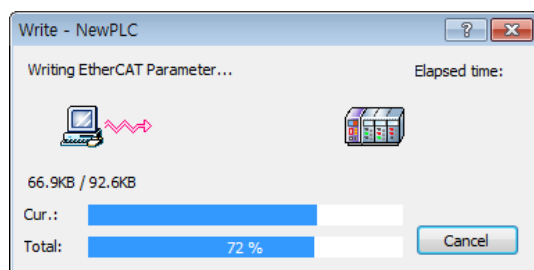 Write - NewPLC
Writing EtherCAT Parameter...
Elapsed time:
66.9KB / 92.6KB
Cur.:
Total:
72 %
Cancel